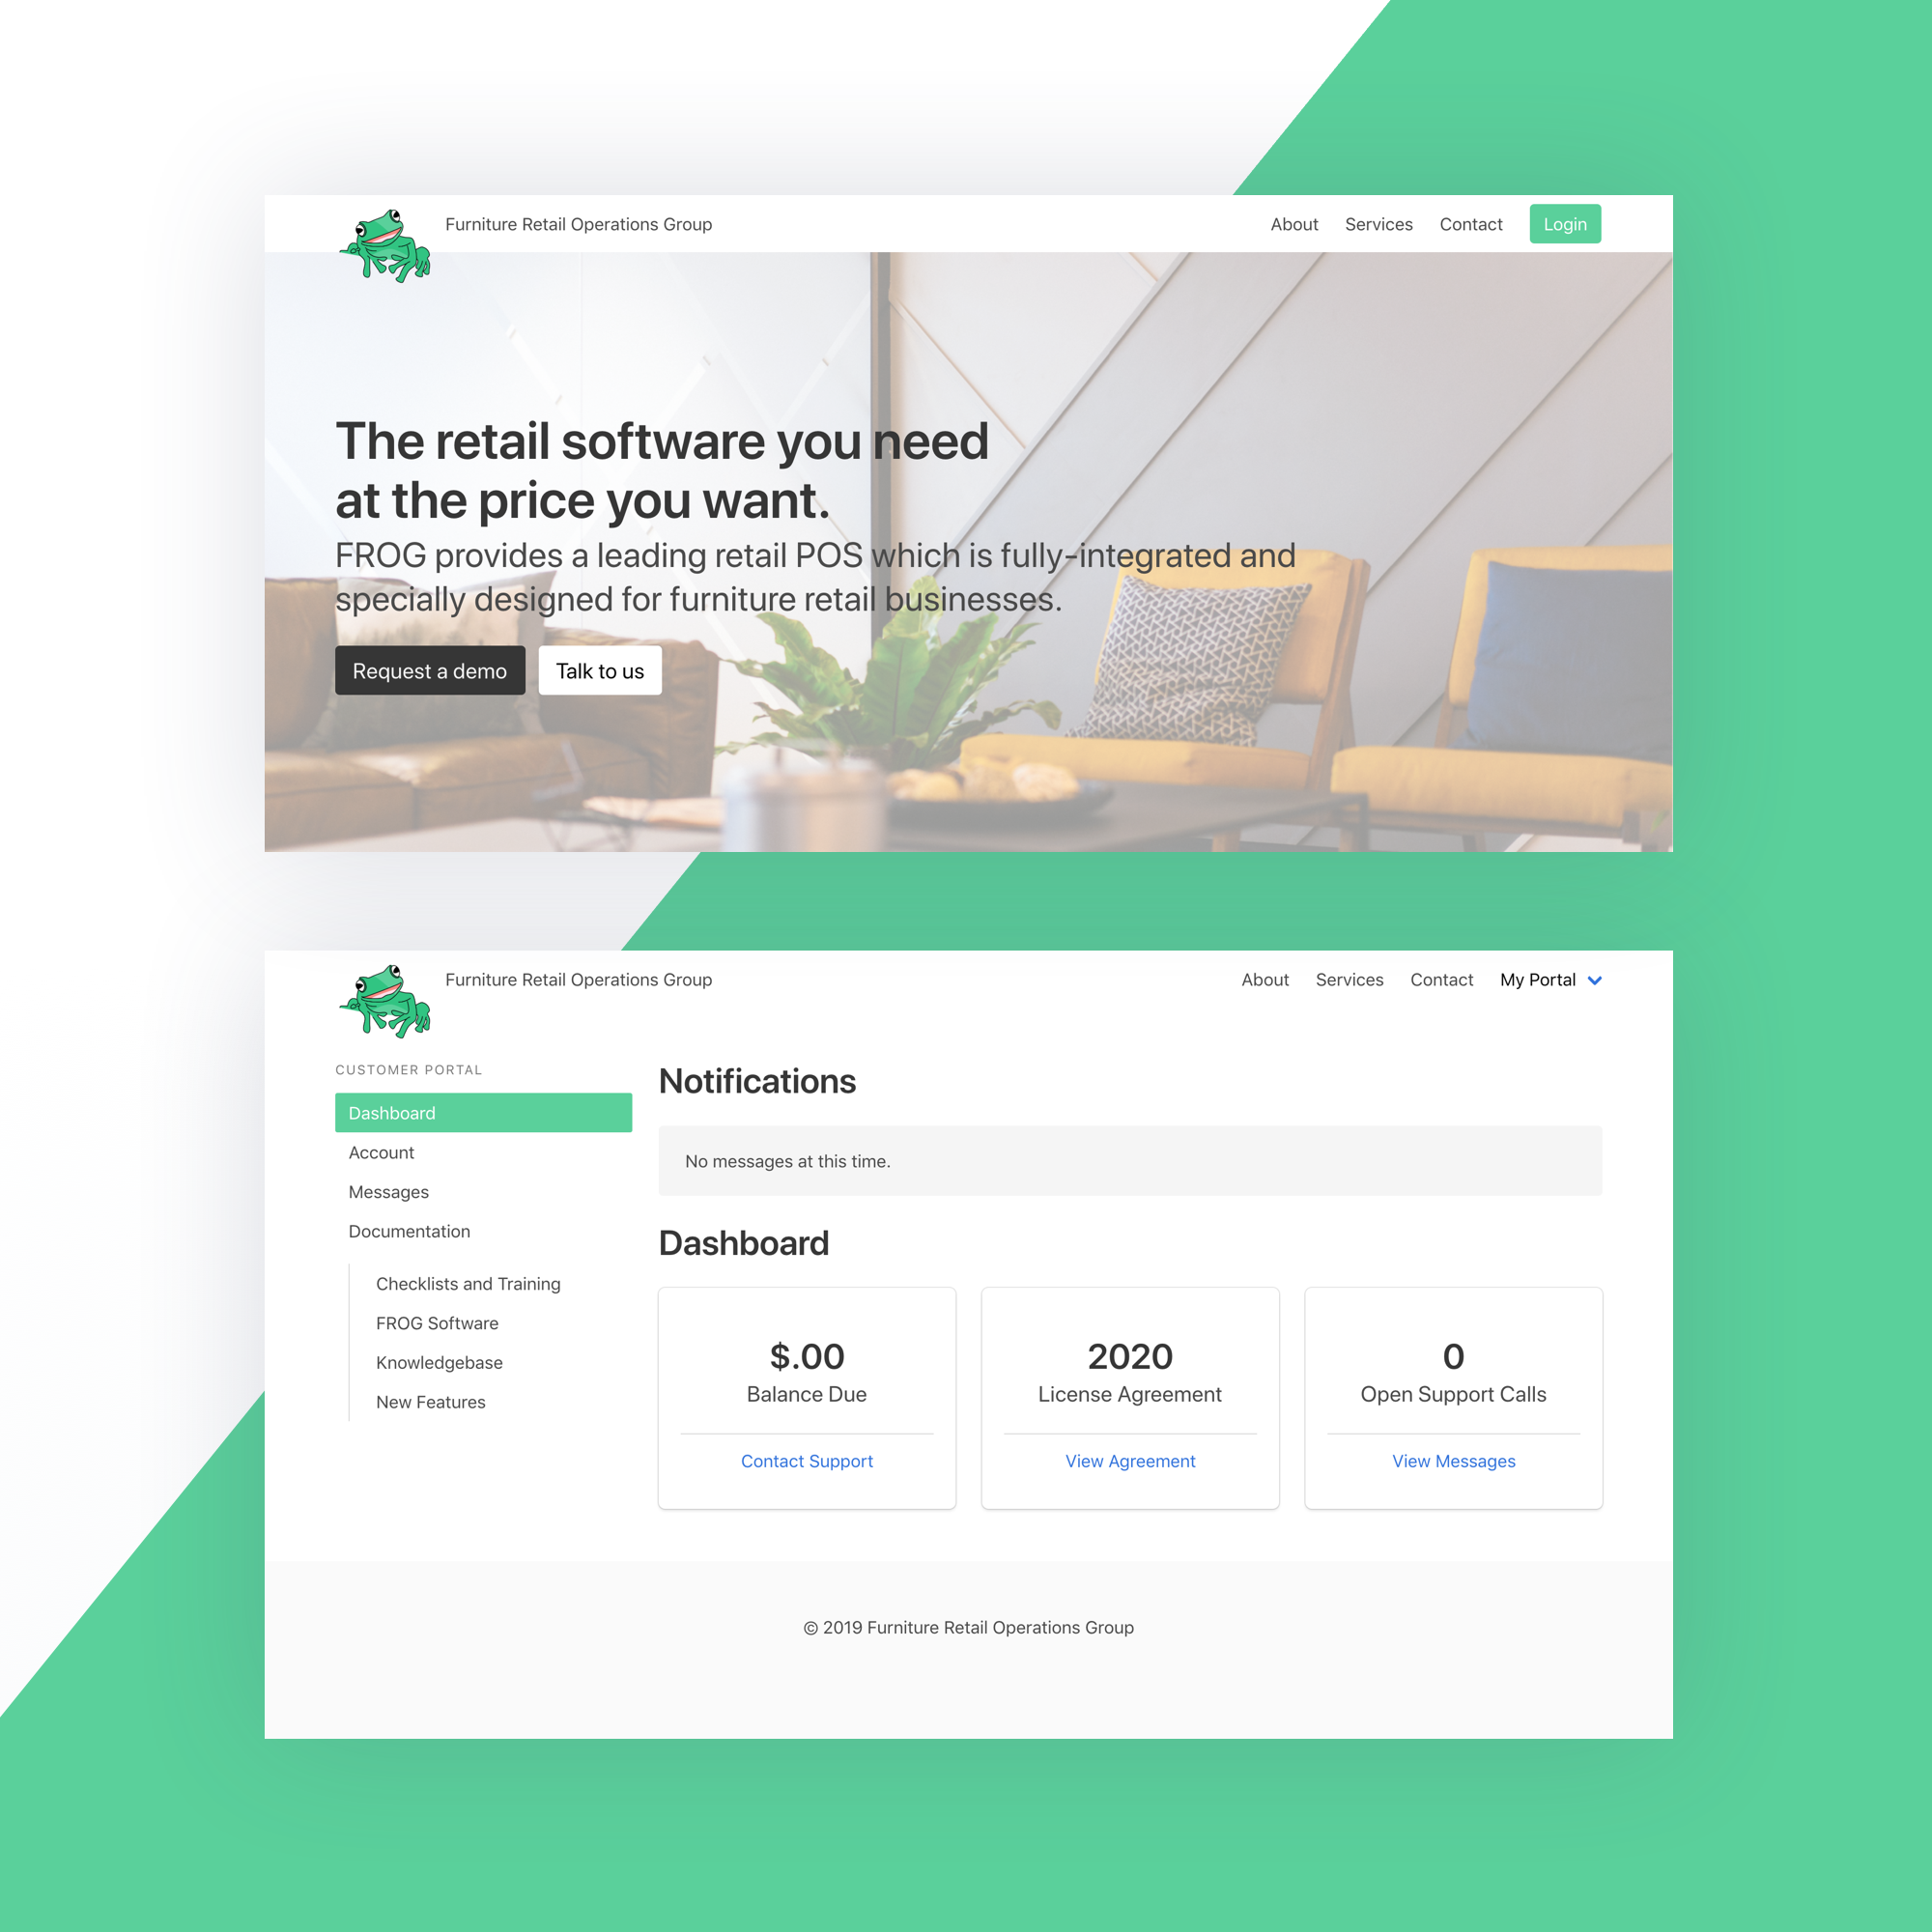 Furniture Retail Operations Group
About Services Contact Login
The retail software you need
at the price you want.
FROG provides a leading retail POS which is fully-integrated and
specially designed for furniture retail businesses.
Request a demo Talk to us
Furniture Retail Operations Group
About Services Contact My Portal
CUSTOMER PORTAL
Dashboard
Account
Messages
Documentation
Checklists and Training
FROG Software
Knowledgebase
New Features
Notifications
No messages at this time.
Dashboard
$.00
Balance Due
Contact Support
2020
License Agreement
View Agreement
0
Open Support Calls
View Messages
© 2019 Furniture Retail Operations Group